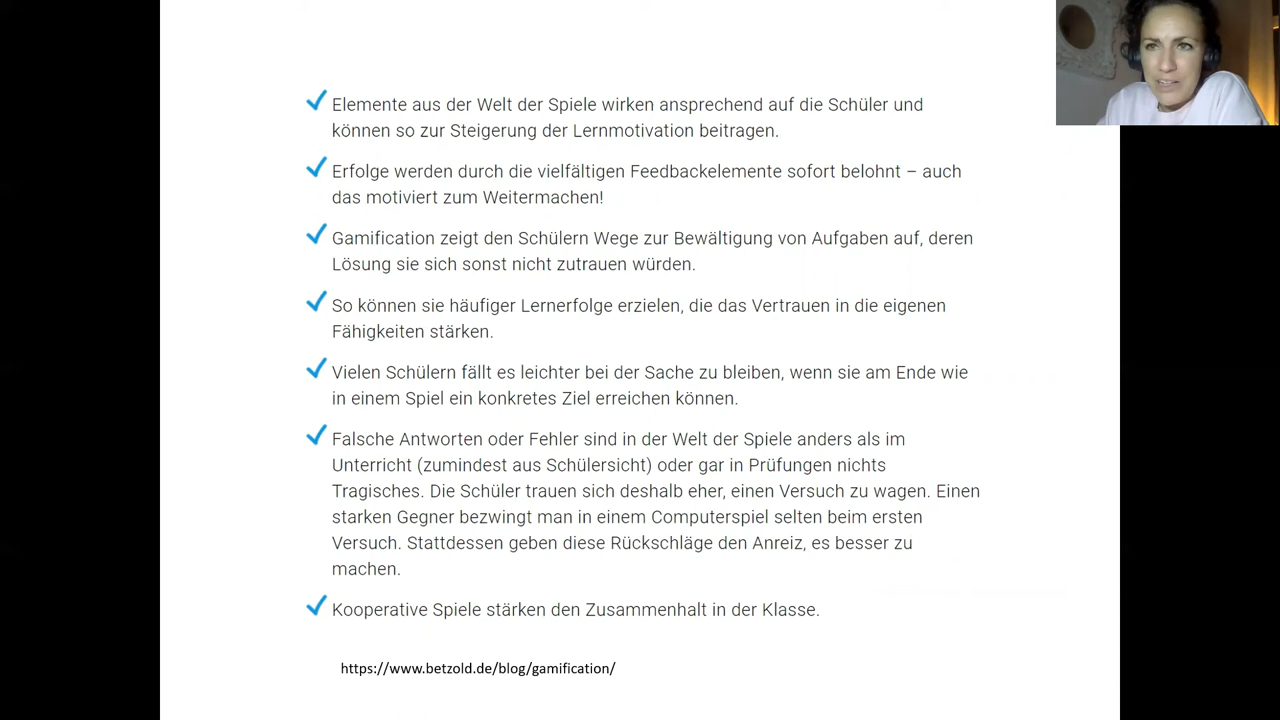 Elemente aus der Welt der Spiele wirken ansprechend auf die Schüler und
können so zur Steigerung der Lernmotivation beitragen.
Erfolge werden durch die vielfältigen Feedbackelemente sofort belohnt – auch
das motiviert zum Weitermachen!
Gamification zeigt den Schülern Wege zur Bewältigung von Aufgaben auf, deren
Lösung sie sich sonst nicht zutrauen würden.
So können sie häufiger Lernerfolge erzielen, die das Vertrauen in die eigenen
Fähigkeiten stärken.
Vielen Schülern fällt es leichter bei der Sache zu bleiben, wenn sie am Ende wie
in einem Spiel ein konkretes Ziel erreichen können.
Falsche Antworten oder Fehler sind in der Welt der Spiele anders als im
Unterricht (zumindest aus Schülersicht) oder gar in Prüfungen nichts
Tragisches. Die Schüler trauen sich deshalb eher, einen Versuch zu wagen. Einen
starken Gegner bezwingt man in einem Computerspiel selten beim ersten
Versuch. Stattdessen geben diese Rückschläge den Anreiz, es besser zu
machen.
Kooperative Spiele stärken den Zusammenhalt in der Klasse.
https://www.betzold.de/blog/gamification/